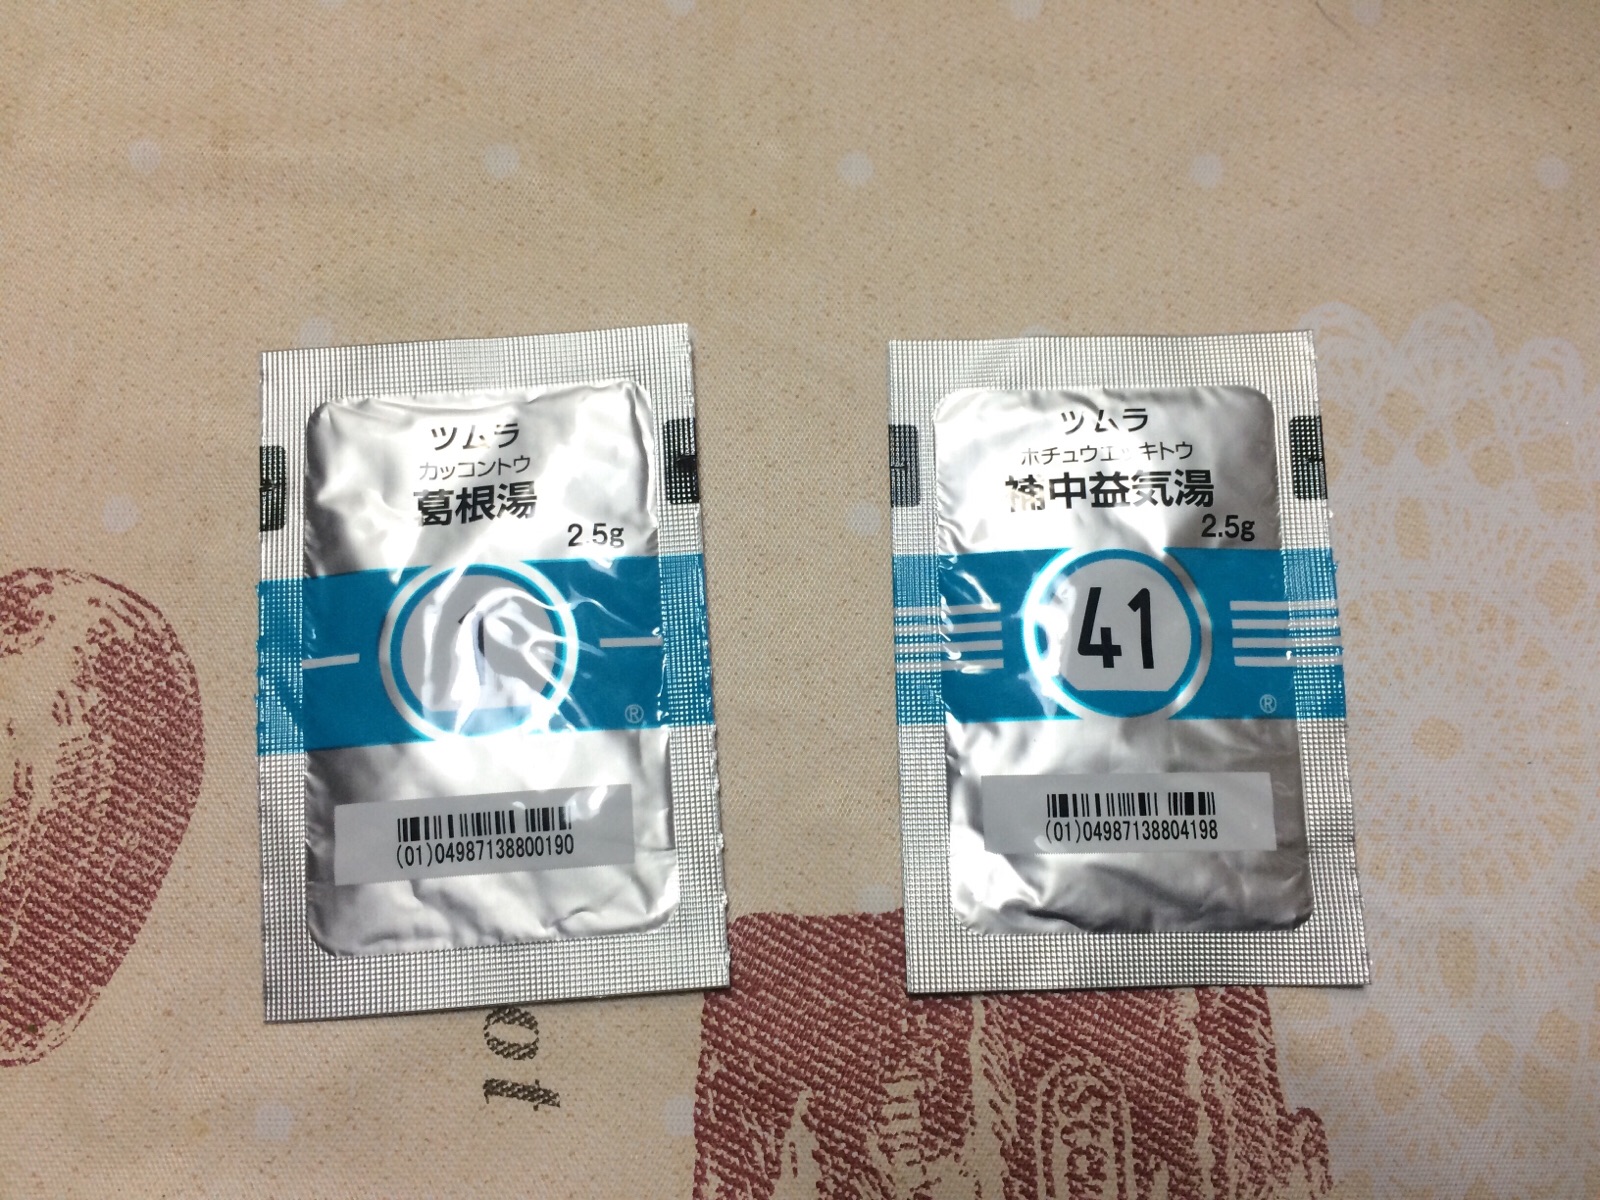 ツムラ
カッコントウ
葛根湯
2.5g
1
®
(01)04987138800190
ツムラ
ホチュウエッキトウ
補中益気湯
2.5g
41
®
(01)04987138804198